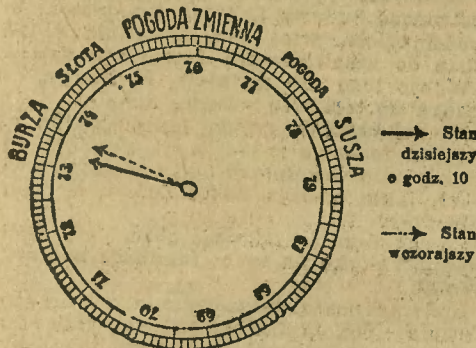 BURZA
SŁOTA
POGODA ZMIENNA
POGODA
SUSZA
73
74
75
76
77
78
79
67
68
69
70
71
72
Stan
dzisiejszy
o godz. 10
Stan
wczorajszy